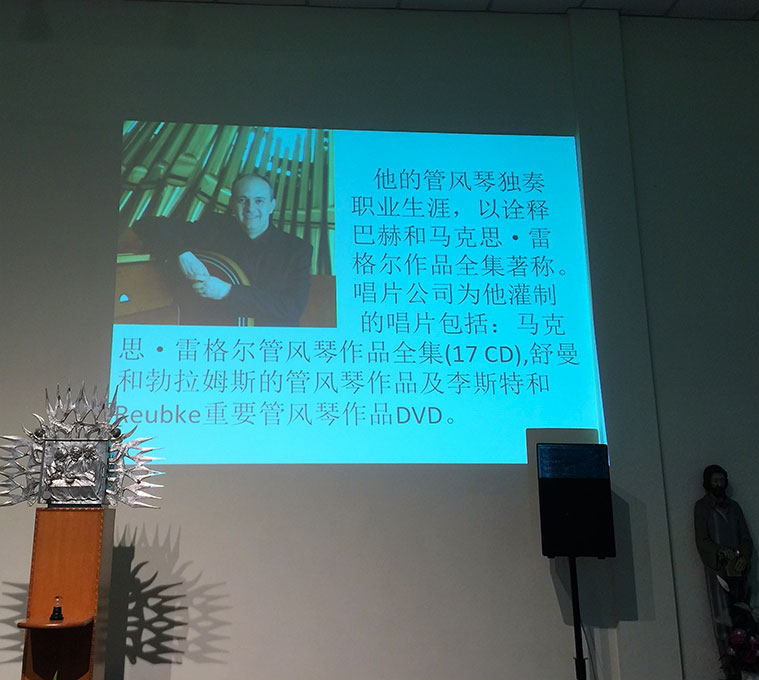 他的管风琴独奏
职业生涯，以诠释
巴赫和马克思·雷
格尔作品全集著称。
唱片公司为他灌制
的唱片包括：马克
思·雷格尔管风琴作品全集(17 CD),舒曼
和勃拉姆斯的管风琴作品及李斯特和
Reubke重要管风琴作品DVD。